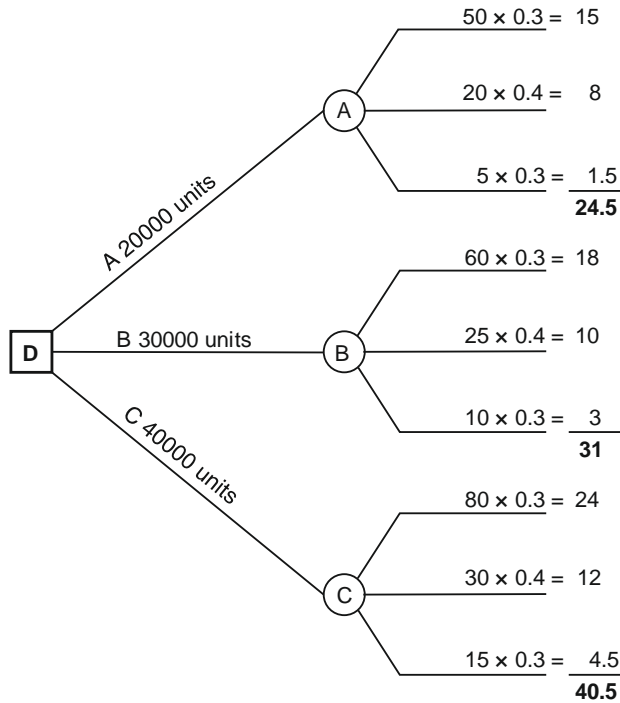 50 × 0.3 = 15
A
20 × 0.4 = 8
5 × 0.3 = 1.5
24.5
A 20000 units
60 × 0.3 = 18
D
B 30000 units
B
25 × 0.4 = 10
10 × 0.3 = 3
31
C 40000 units
80 × 0.3 = 24
C
30 × 0.4 = 12
15 × 0.3 = 4.5
40.5